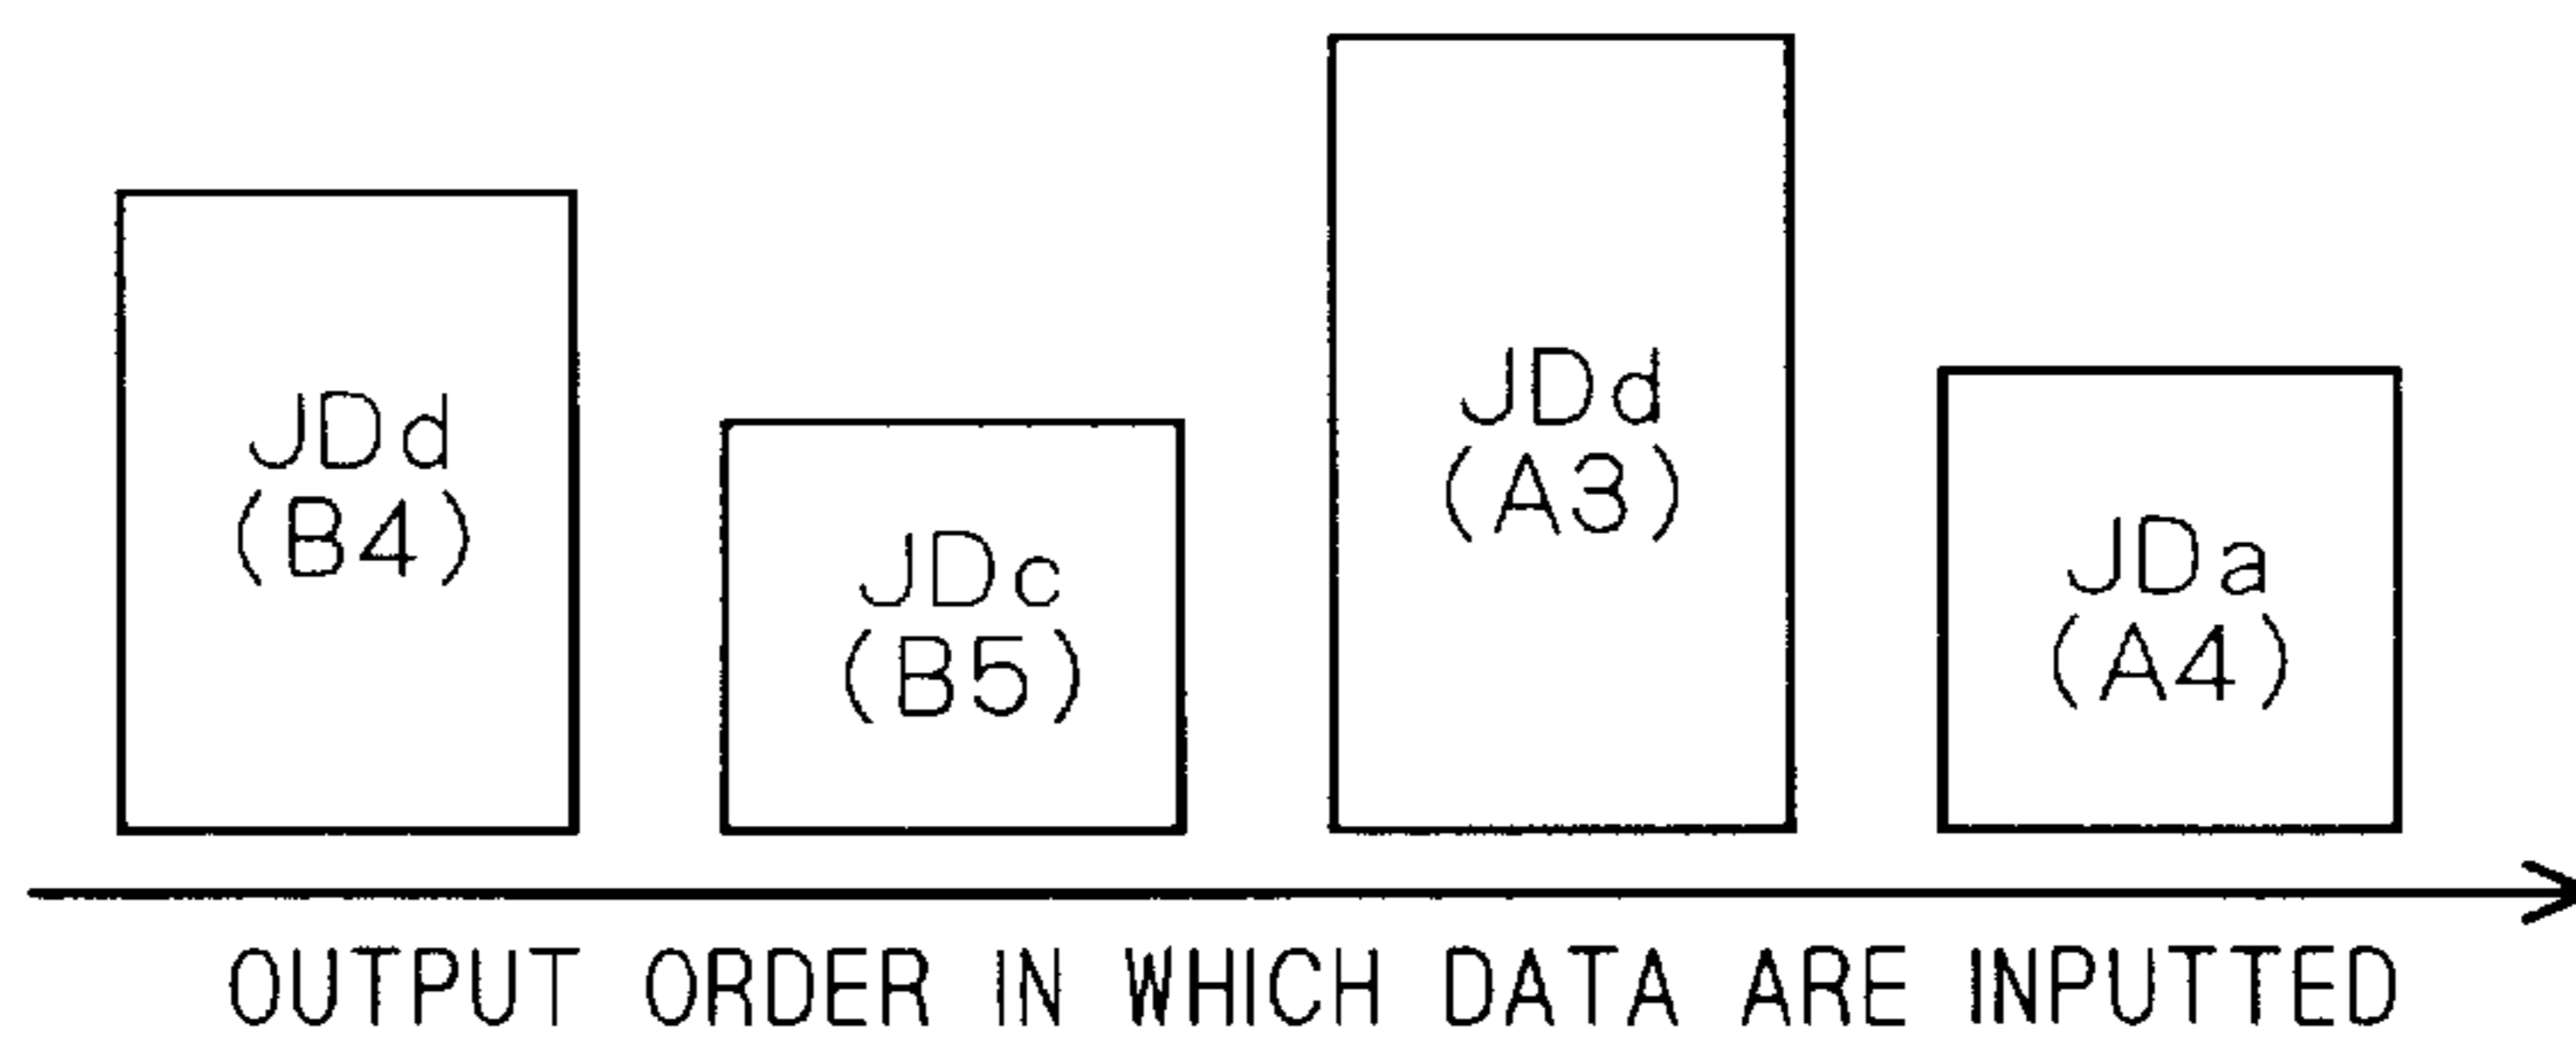 JDd
(B4)
JDc
(B5)
JDd
(A3)
JDa
(A4)
OUTPUT ORDER IN WHICH DATA ARE INPUTTED